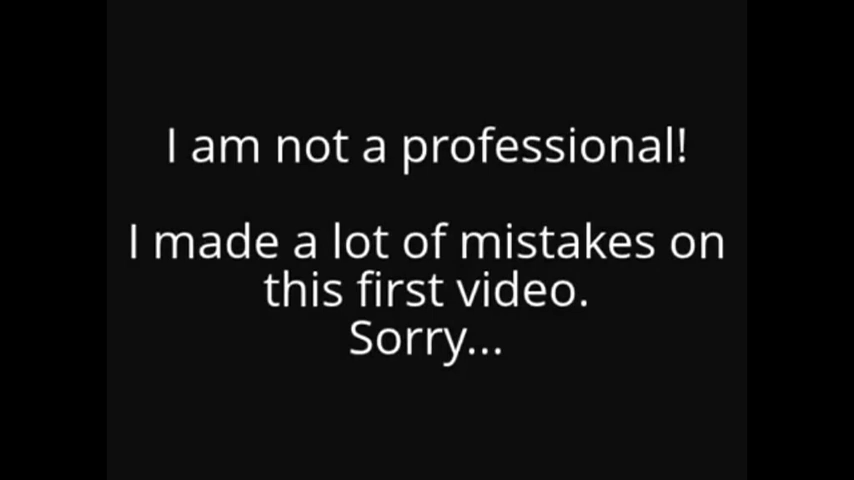 I am not a professional!
I made a lot of mistakes on
this first video.
Sorry...